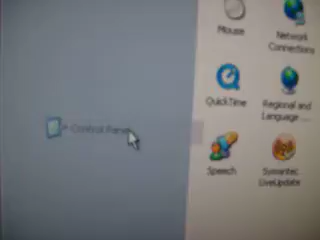 Mouse
Network
Connections
QuickTime
Regional and
Language ...
Control Panel
Speech
Symantec
LiveUpdate